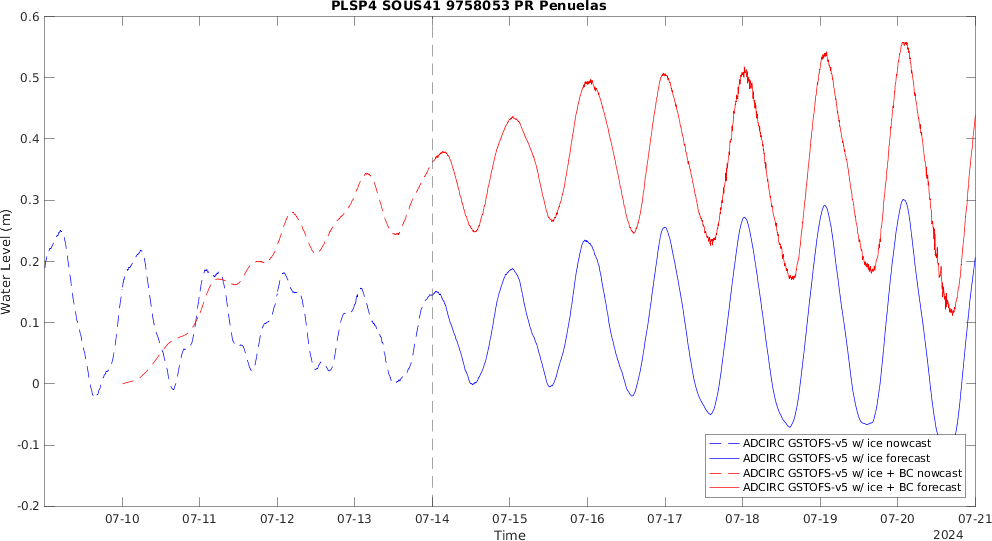 PLSP4 SOUS41 9758053 PR Penuelas
0.6
0.5
0.4
0.3
0.2
0.1
0
-0.1
-0.2
Water Level (m)
ADCIRC GSTOFS-v5 w/ ice nowcast
ADCIRC GSTOFS-v5 w/ ice forecast
ADCIRC GSTOFS-v5 w/ ice + BC nowcast
ADCIRC GSTOFS-v5 w/ ice + BC forecast
07-10 07-11 07-12 07-13 07-14 07-15 07-16 07-17 07-18 07-19 07-20 07-21
Time
2024